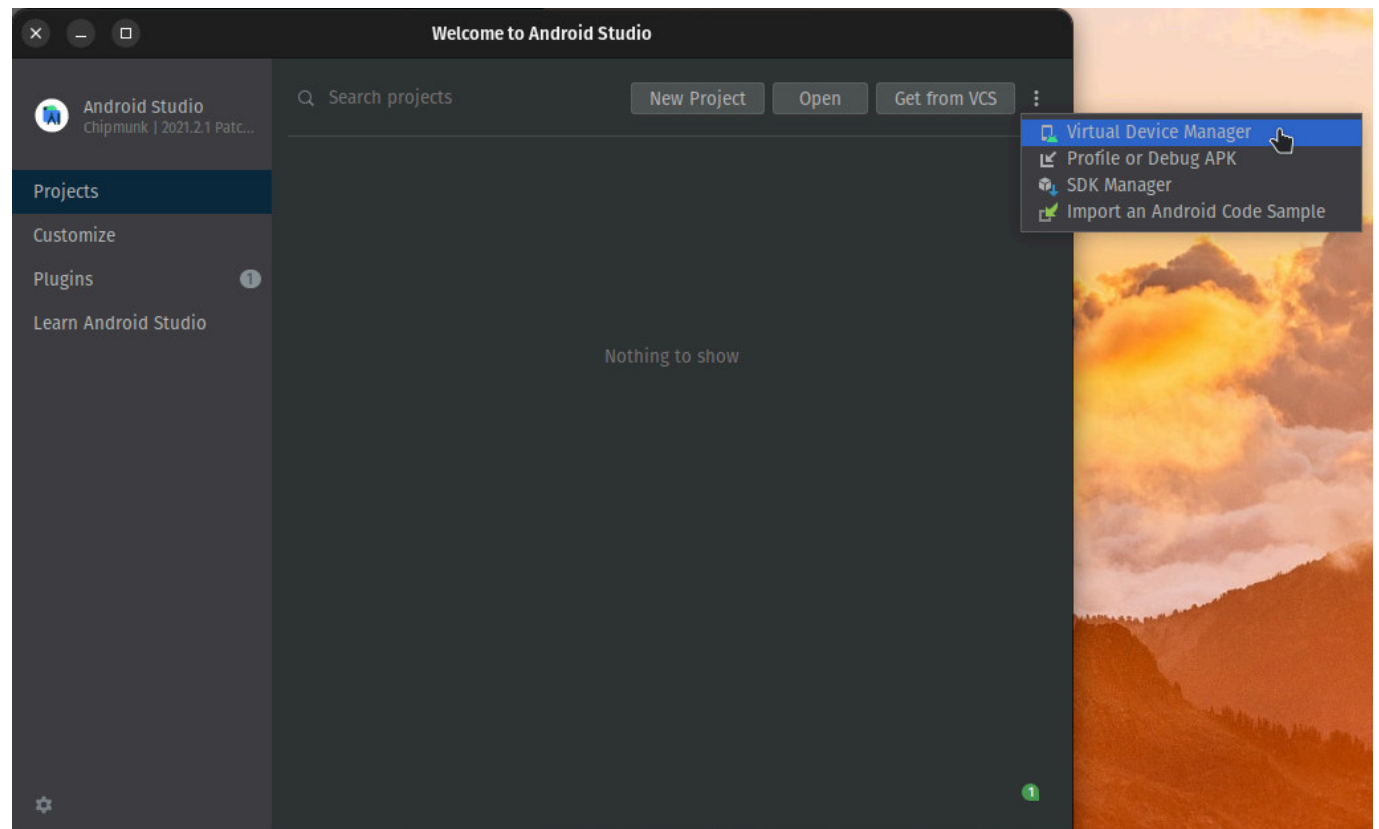 Welcome to Android Studio
Android Studio
Chipmunk | 2021.2.1 Patc...
Search projects
New Project
Open
Get from VCS
Virtual Device Manager
Profile or Debug APK
SDK Manager
Import an Android Code Sample
Projects
Customize
Plugins 1
Learn Android Studio
Nothing to show
1